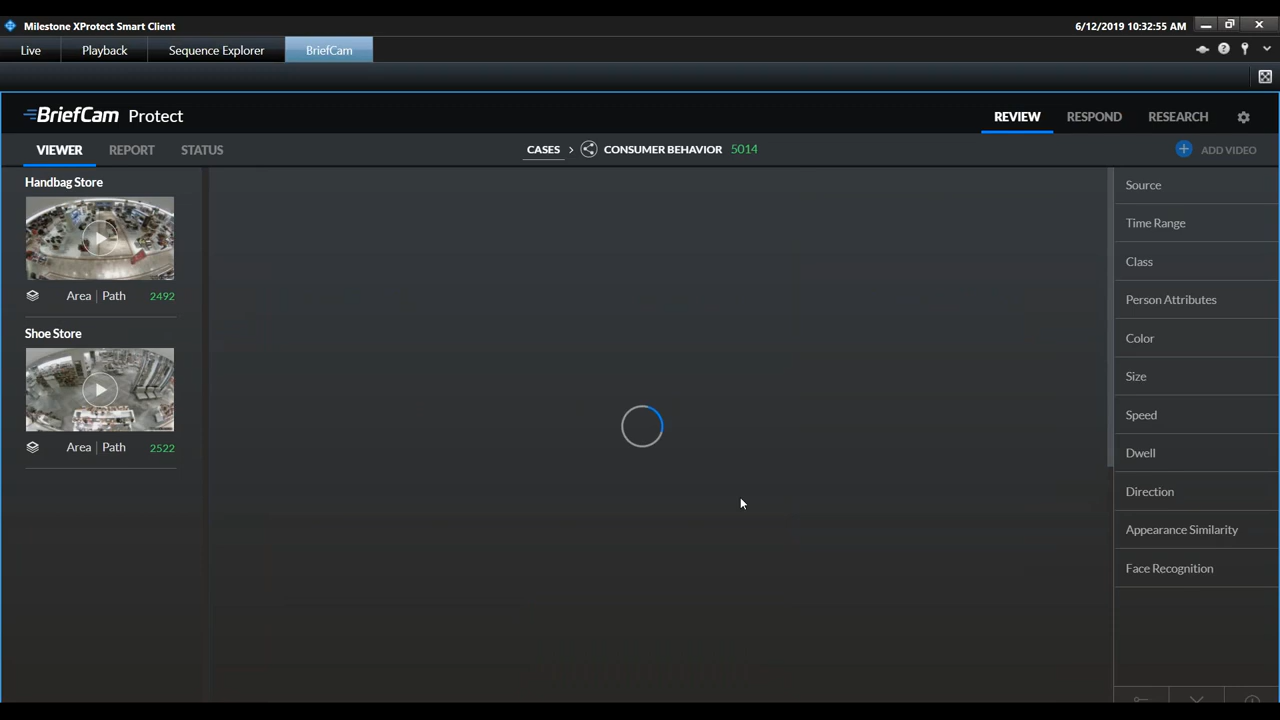 Milestone XProtect Smart Client
6/12/2019 10:32:55 AM
Live Playback Sequence Explorer BriefCam
BriefCam Protect
REVIEW RESPOND RESEARCH
VIEWER REPORT STATUS
CASES > CONSUMER BEHAVIOR 5014
ADD VIDEO
Handbag Store
Area | Path 2492
Shoe Store
Area | Path 2522
Source
Time Range
Class
Person Attributes
Color
Size
Speed
Dwell
Direction
Appearance Similarity
Face Recognition